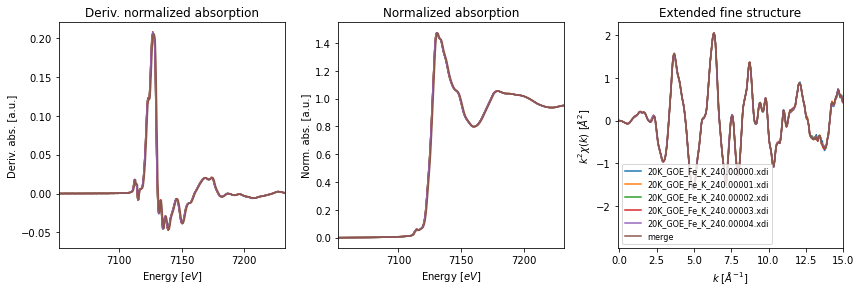 Deriv. normalized absorption
Normalized absorption
Extended fine structure
0.20
0.15
0.10
0.05
0.00
−0.05
Deriv. abs. [a.u.]
7100
7150
7200
Energy [eV]
1.4
1.2
1.0
0.8
0.6
0.4
0.2
0.0
Norm. abs. [a.u.]
7100
7150
7200
Energy [eV]
2
1
0
−1
−2
k²χ(k) [Å²]
20K_GOE_Fe_K_240.00000.xdi
20K_GOE_Fe_K_240.00001.xdi
20K_GOE_Fe_K_240.00002.xdi
20K_GOE_Fe_K_240.00003.xdi
20K_GOE_Fe_K_240.00004.xdi
merge
0.0
2.5
5.0
7.5
10.0
12.5
15.0
k [Å⁻¹]